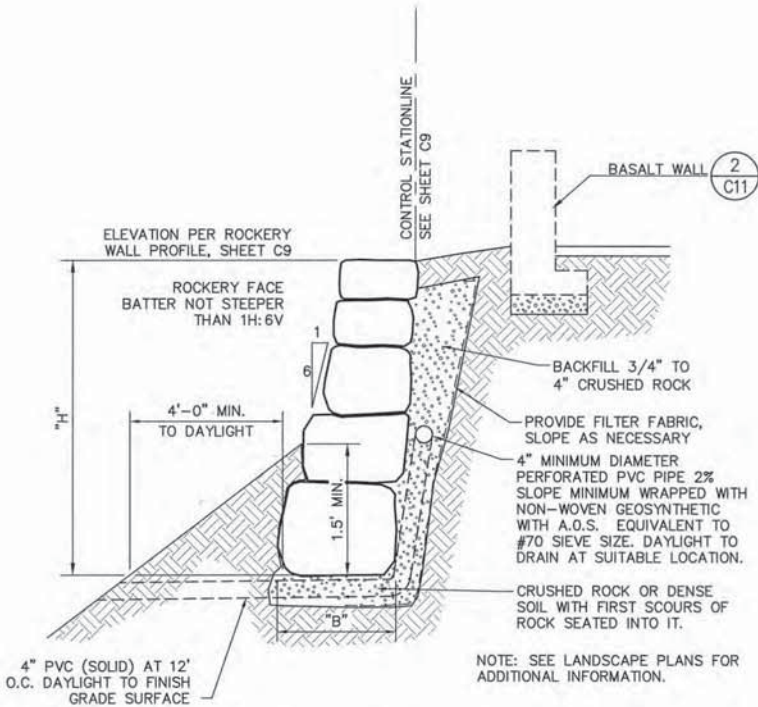 CONTROL STATIONLINE
SEE SHEET C9
BASALT WALL
2
C11
ELEVATION PER ROCKERY
WALL PROFILE, SHEET C9
ROCKERY FACE
BATTER NOT STEEPER
THAN 1H:6V
1
6
"H"
4'-0" MIN.
TO DAYLIGHT
1.5' MIN.
BACKFILL 3/4" TO
4" CRUSHED ROCK
PROVIDE FILTER FABRIC,
SLOPE AS NECESSARY
4" MINIMUM DIAMETER
PERFORATED PVC PIPE 2%
SLOPE MINIMUM WRAPPED WITH
NON-WOVEN GEOSYNTHETIC
WITH A.O.S. EQUIVALENT TO
#70 SIEVE SIZE. DAYLIGHT TO
DRAIN AT SUITABLE LOCATION.
CRUSHED ROCK OR DENSE
SOIL WITH FIRST SCOURS OF
ROCK SEATED INTO IT.
"B"
4" PVC (SOLID) AT 12'
O.C. DAYLIGHT TO FINISH
GRADE SURFACE
NOTE: SEE LANDSCAPE PLANS FOR
ADDITIONAL INFORMATION.